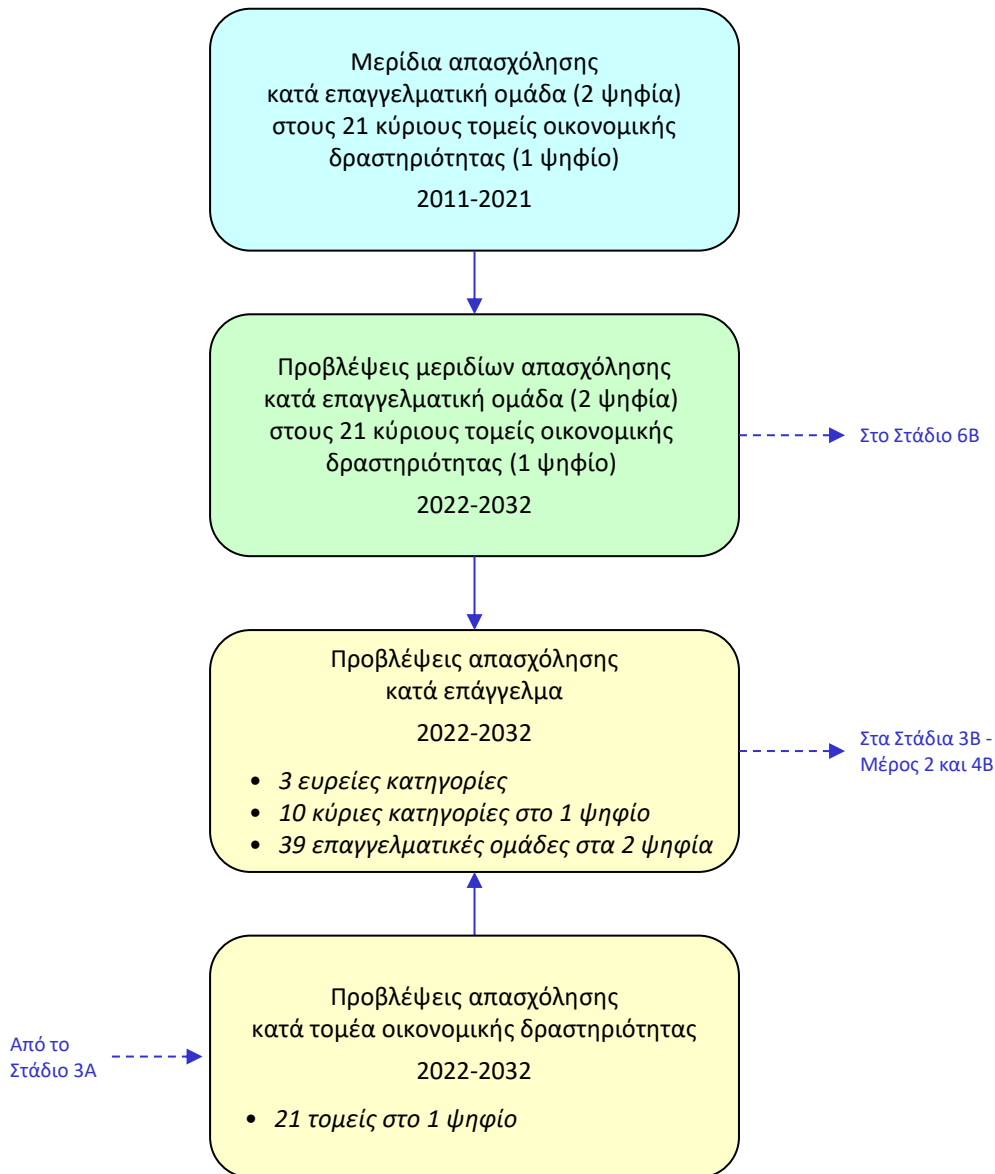 Μερίδια απασχόλησης
κατά επαγγελματική ομάδα (2 ψηφία)
στους 21 κύριους τομείς οικονομικής
δραστηριότητας (1 ψηφίο)
2011-2021
Προβλέψεις μεριδίων απασχόλησης
κατά επαγγελματική ομάδα (2 ψηφία)
στους 21 κύριους τομείς οικονομικής
δραστηριότητας (1 ψηφίο)
2022-2032
Στο Στάδιο 6Β
Προβλέψεις απασχόλησης
κατά επάγγελμα
2022-2032
• 3 ευρείες κατηγορίες
• 10 κύριες κατηγορίες στο 1 ψηφίο
• 39 επαγγελματικές ομάδες στα 2 ψηφία
Στα Στάδια 3Β -
Μέρος 2 και 4Β
Προβλέψεις απασχόλησης
κατά τομέα οικονομικής δραστηριότητας
2022-2032
• 21 τομείς στο 1 ψηφίο
Από το
Στάδιο 3Α